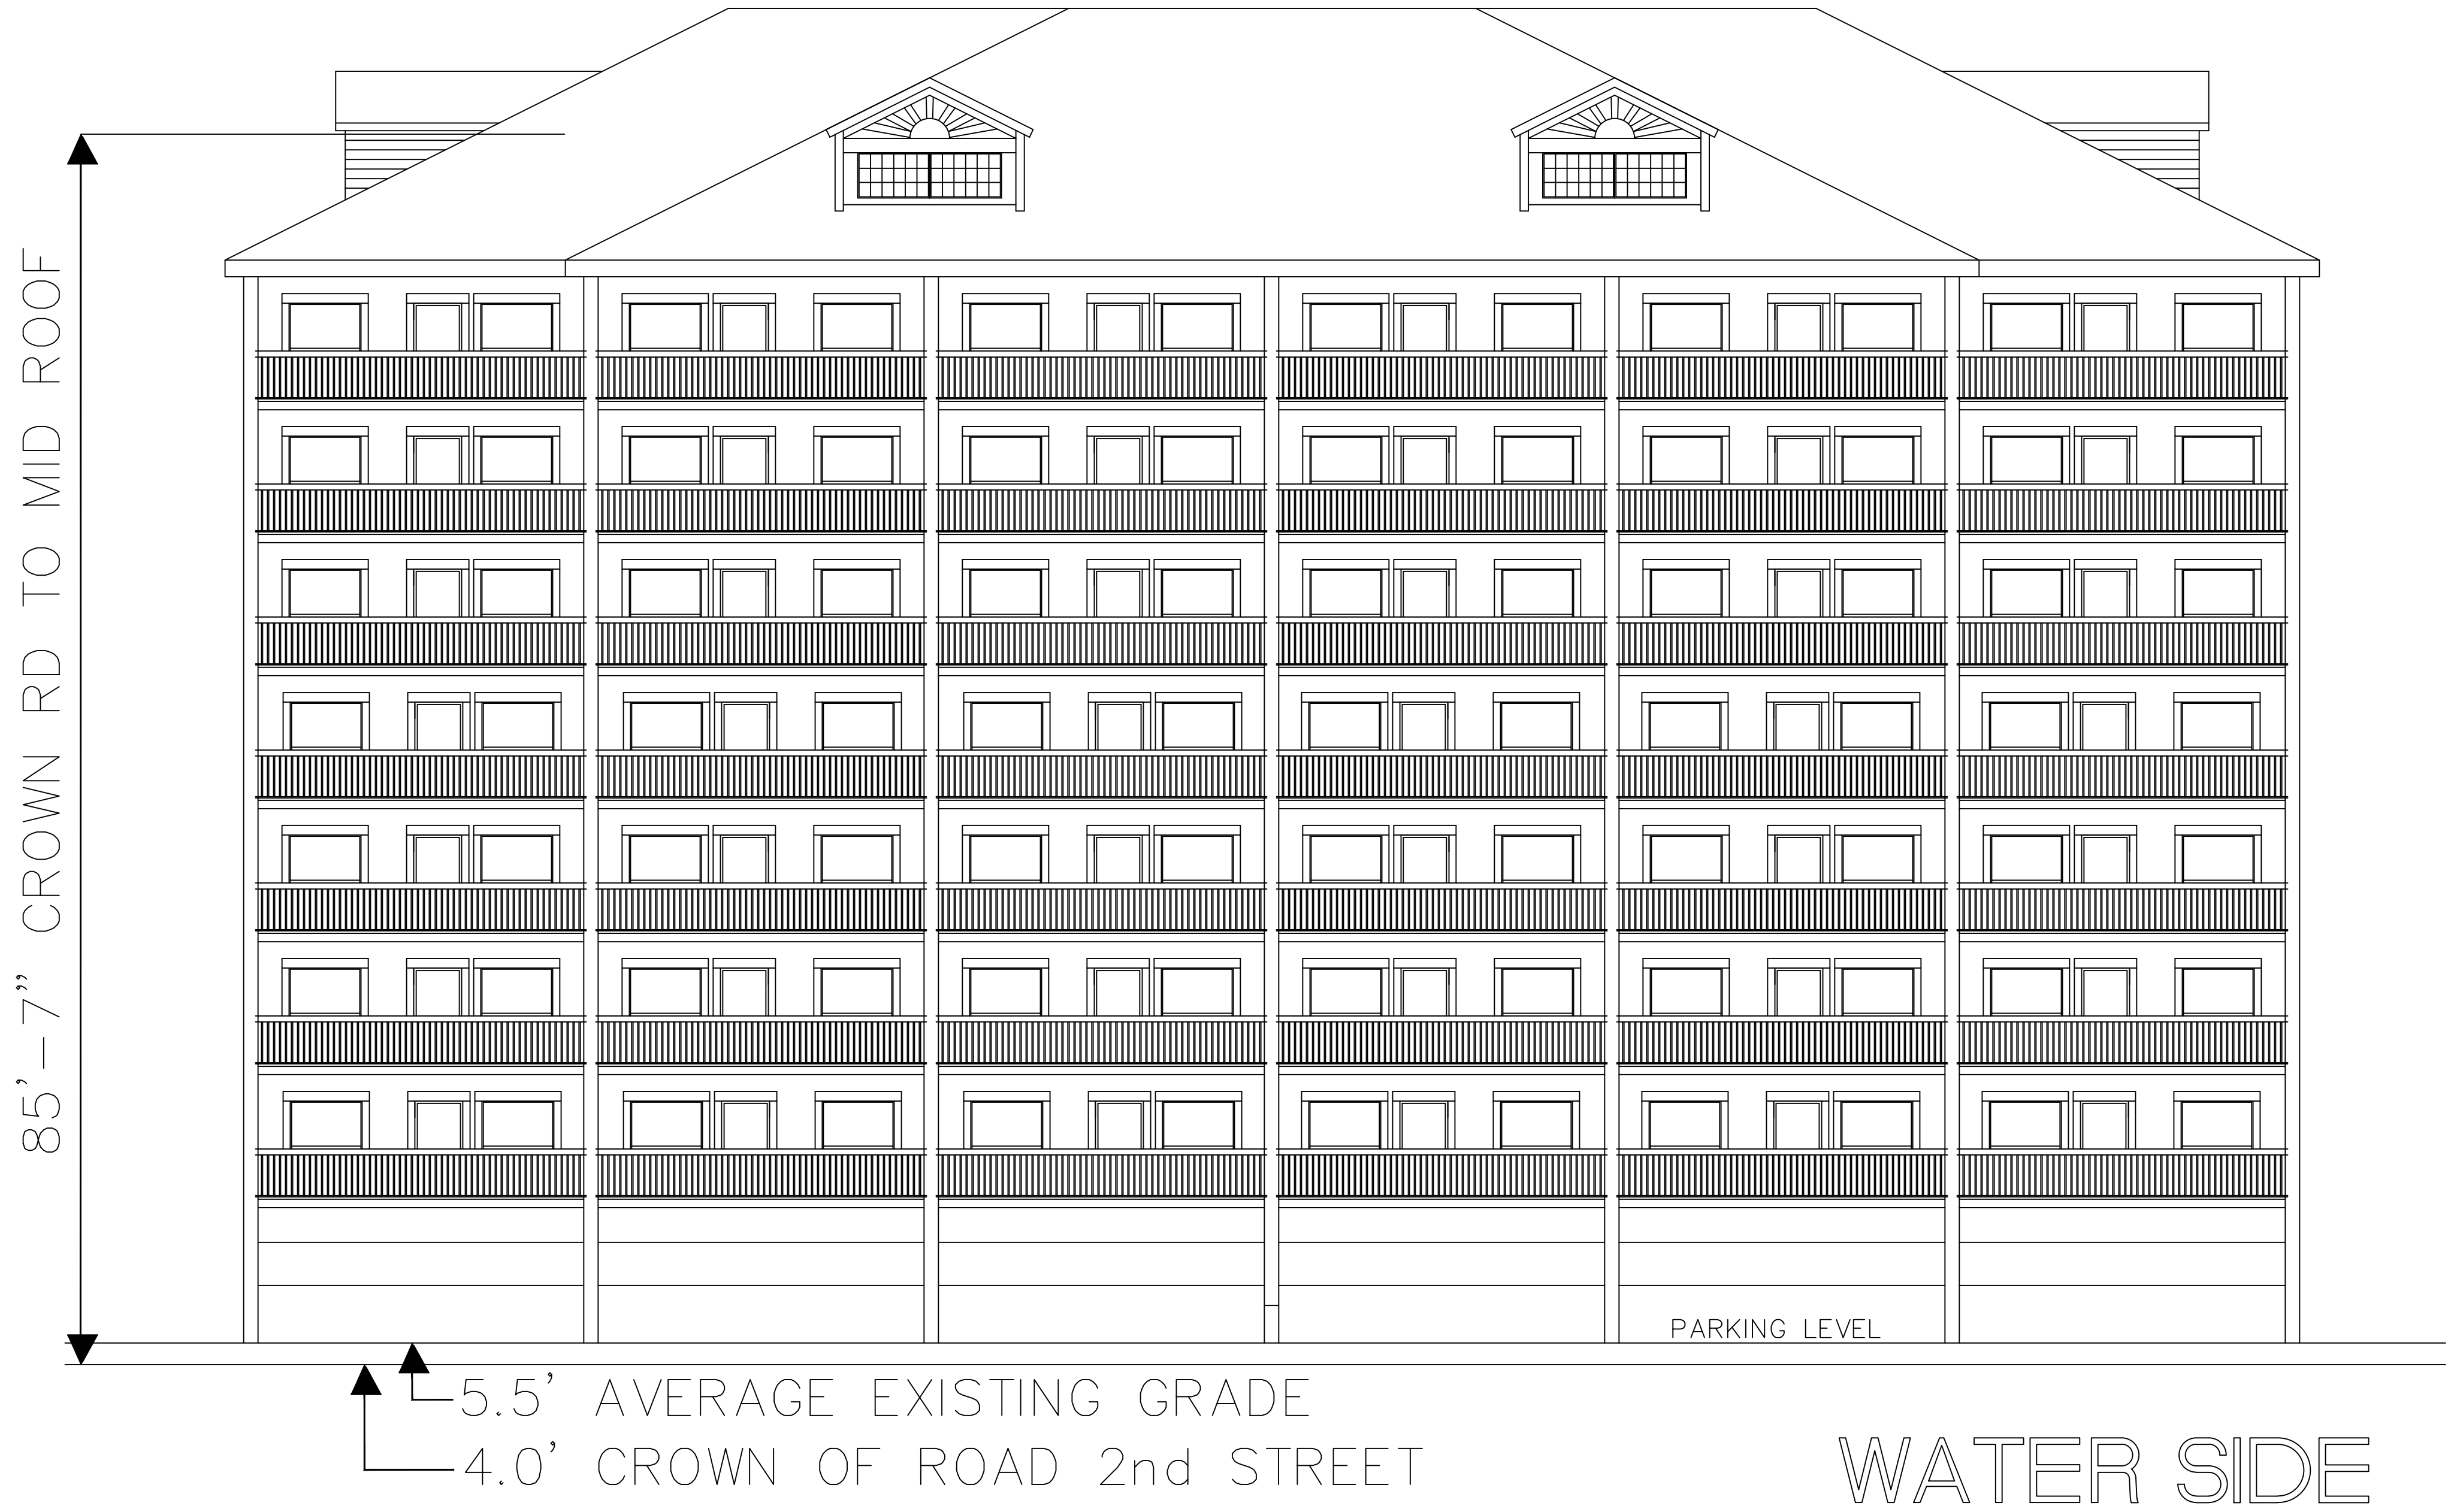 85'-7" CROWN RD TO MID ROOF
PARKING LEVEL
5.5' AVERAGE EXISTING GRADE
4.0' CROWN OF ROAD 2nd STREET
WATER SIDE